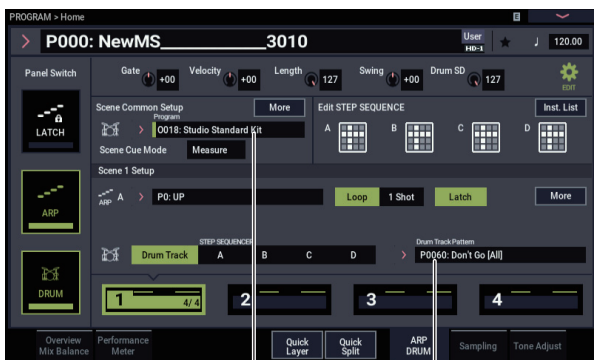 PROGRAM > Home
E
P000: NewMS_____________3010
User
HD-1
♩ 120.00
Panel Switch
Gate +00 Velocity +00 Length 127 Swing +00 Drum SD 127
EDIT
LATCH
Scene Common Setup
More
Edit STEP SEQUENCE
Inst. List
Program
O018: Studio Standard Kit
A B C D
Scene Cue Mode Measure
Scene 1 Setup
ARP
ARP A > P0: UP
Loop 1 Shot Latch More
STEP SEQUENCER
Drum Track Pattern
Drum Track A B C D
> P0060: Don't Go [All]
DRUM
1 4/4 2 3 4
Overview Mix Balance
Performance Meter
Quick Layer
Quick Split
ARP DRUM
Sampling
Tone Adjust